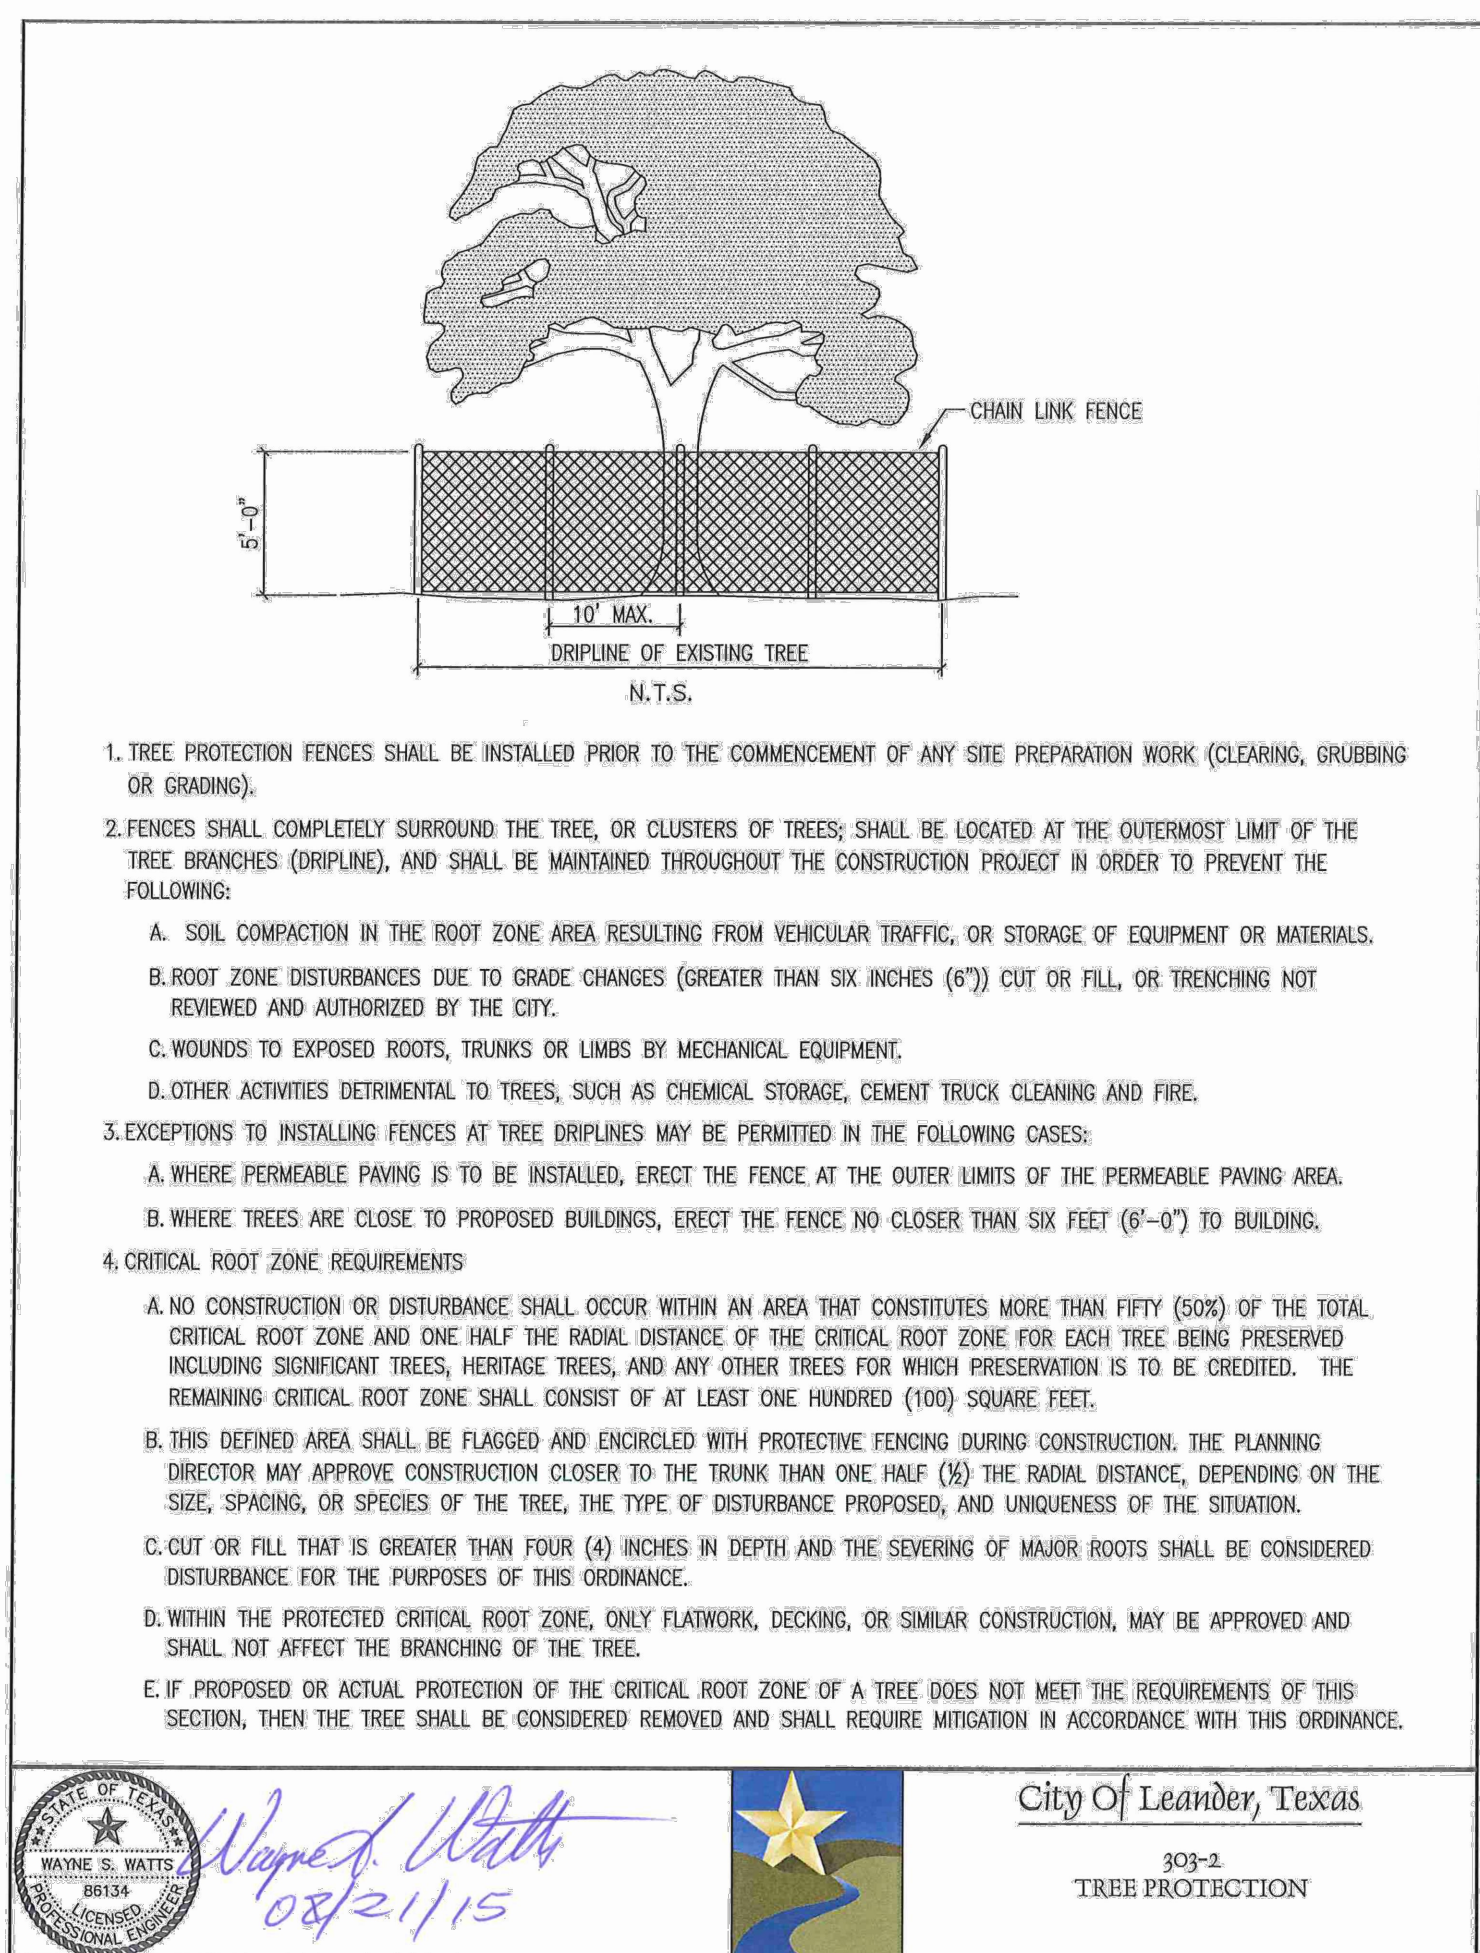 CHAIN LINK FENCE
5'-0"
10' MAX.
DRIPLINE OF EXISTING TREE
N.T.S.
1. TREE PROTECTION FENCES SHALL BE INSTALLED PRIOR TO THE COMMENCEMENT OF ANY SITE PREPARATION WORK (CLEARING, GRUBBING
OR GRADING).
2. FENCES SHALL COMPLETELY SURROUND THE TREE, OR CLUSTERS OF TREES; SHALL BE LOCATED AT THE OUTERMOST LIMIT OF THE
TREE BRANCHES (DRIPLINE), AND SHALL BE MAINTAINED THROUGHOUT THE CONSTRUCTION PROJECT IN ORDER TO PREVENT THE
FOLLOWING:
A. SOIL COMPACTION IN THE ROOT ZONE AREA RESULTING FROM VEHICULAR TRAFFIC, OR STORAGE OF EQUIPMENT OR MATERIALS.
B. ROOT ZONE DISTURBANCES DUE TO GRADE CHANGES (GREATER THAN SIX INCHES (6")) CUT OR FILL, OR TRENCHING NOT
REVIEWED AND AUTHORIZED BY THE CITY.
C. WOUNDS TO EXPOSED ROOTS, TRUNKS OR LIMBS BY MECHANICAL EQUIPMENT.
D. OTHER ACTIVITIES DETRIMENTAL TO TREES, SUCH AS CHEMICAL STORAGE, CEMENT TRUCK CLEANING AND FIRE.
3. EXCEPTIONS TO INSTALLING FENCES AT TREE DRIPLINES MAY BE PERMITTED IN THE FOLLOWING CASES:
A. WHERE PERMEABLE PAVING IS TO BE INSTALLED, ERECT THE FENCE AT THE OUTER LIMITS OF THE PERMEABLE PAVING AREA.
B. WHERE TREES ARE CLOSE TO PROPOSED BUILDINGS, ERECT THE FENCE NO CLOSER THAN SIX FEET (6'-0") TO BUILDING.
4. CRITICAL ROOT ZONE REQUIREMENTS
A. NO CONSTRUCTION OR DISTURBANCE SHALL OCCUR WITHIN AN AREA THAT CONSTITUTES MORE THAN FIFTY (50%) OF THE TOTAL
CRITICAL ROOT ZONE AND ONE HALF THE RADIAL DISTANCE OF THE CRITICAL ROOT ZONE FOR EACH TREE BEING PRESERVED
INCLUDING SIGNIFICANT TREES, HERITAGE TREES, AND ANY OTHER TREES FOR WHICH PRESERVATION IS TO BE CREDITED. THE
REMAINING CRITICAL ROOT ZONE SHALL CONSIST OF AT LEAST ONE HUNDRED (100) SQUARE FEET.
B. THIS DEFINED AREA SHALL BE FLAGGED AND ENCIRCLED WITH PROTECTIVE FENCING DURING CONSTRUCTION. THE PLANNING
DIRECTOR MAY APPROVE CONSTRUCTION CLOSER TO THE TRUNK THAN ONE HALF (½) THE RADIAL DISTANCE, DEPENDING ON THE
SIZE, SPACING, OR SPECIES OF THE TREE, THE TYPE OF DISTURBANCE PROPOSED, AND UNIQUENESS OF THE SITUATION.
C. CUT OR FILL THAT IS GREATER THAN FOUR (4) INCHES IN DEPTH AND THE SEVERING OF MAJOR ROOTS SHALL BE CONSIDERED
DISTURBANCE FOR THE PURPOSES OF THIS ORDINANCE.
D. WITHIN THE PROTECTED CRITICAL ROOT ZONE, ONLY FLATWORK, DECKING, OR SIMILAR CONSTRUCTION, MAY BE APPROVED AND
SHALL NOT AFFECT THE BRANCHING OF THE TREE.
E. IF PROPOSED OR ACTUAL PROTECTION OF THE CRITICAL ROOT ZONE OF A TREE DOES NOT MEET THE REQUIREMENTS OF THIS
SECTION, THEN THE TREE SHALL BE CONSIDERED REMOVED AND SHALL REQUIRE MITIGATION IN ACCORDANCE WITH THIS ORDINANCE.
STATE OF TEXAS
WAYNE S. WATTS
86134
LICENSED
PROFESSIONAL ENGINEER
Wayne S. Watts
08/21/15
City Of Leander, Texas
303-2
TREE PROTECTION